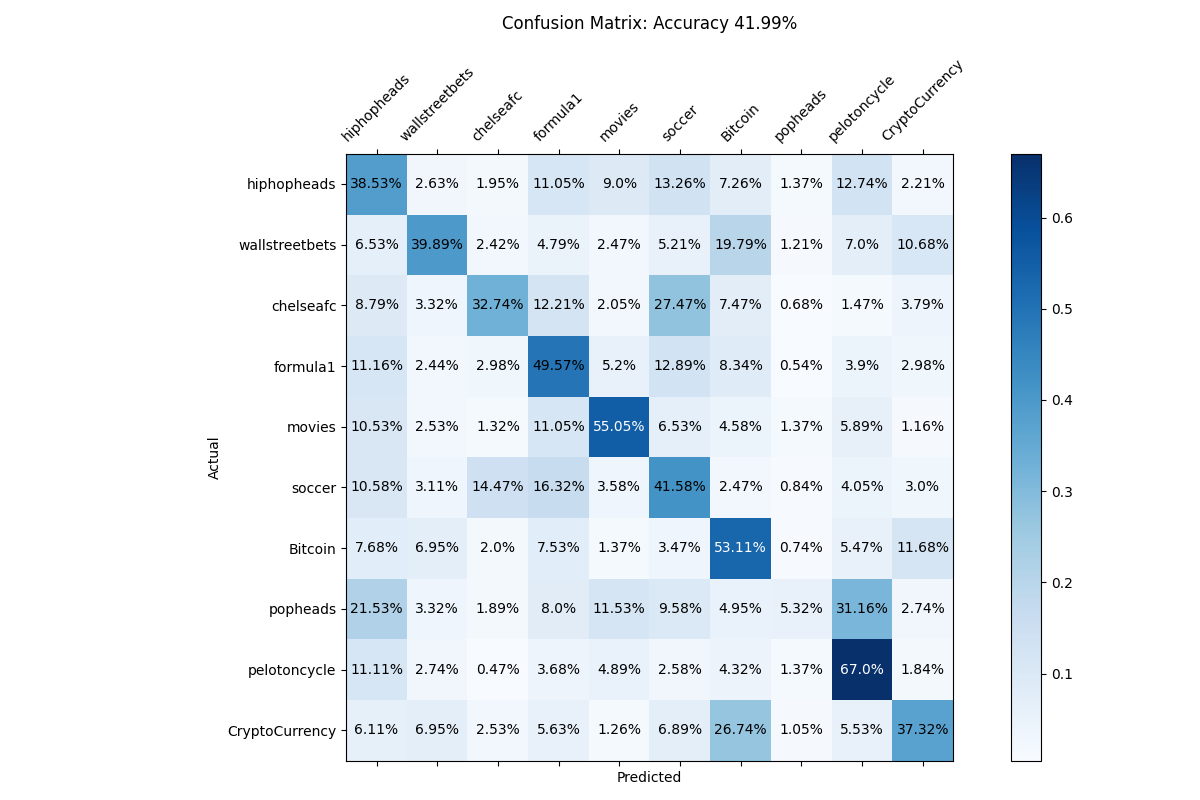 Confusion Matrix: Accuracy 41.99%
hiphopheads wallstreetbets chelseafc formula1 movies soccer Bitcoin popheads pelotoncycle CryptoCurrency
hiphopheads 38.53% 2.63% 1.95% 11.05% 9.0% 13.26% 7.26% 1.37% 12.74% 2.21%
wallstreetbets 6.53% 39.89% 2.42% 4.79% 2.47% 5.21% 19.79% 1.21% 7.0% 10.68%
chelseafc 8.79% 3.32% 32.74% 12.21% 2.05% 27.47% 7.47% 0.68% 1.47% 3.79%
formula1 11.16% 2.44% 2.98% 49.57% 5.2% 12.89% 8.34% 0.54% 3.9% 2.98%
movies 10.53% 2.53% 1.32% 11.05% 55.05% 6.53% 4.58% 1.37% 5.89% 1.16%
soccer 10.58% 3.11% 14.47% 16.32% 3.58% 41.58% 2.47% 0.84% 4.05% 3.0%
Bitcoin 7.68% 6.95% 2.0% 7.53% 1.37% 3.47% 53.11% 0.74% 5.47% 11.68%
popheads 21.53% 3.32% 1.89% 8.0% 11.53% 9.58% 4.95% 5.32% 31.16% 2.74%
pelotoncycle 11.11% 2.74% 0.47% 3.68% 4.89% 2.58% 4.32% 1.37% 67.0% 1.84%
CryptoCurrency 6.11% 6.95% 2.53% 5.63% 1.26% 6.89% 26.74% 1.05% 5.53% 37.32%
Actual
Predicted
0.6
0.5
0.4
0.3
0.2
0.1